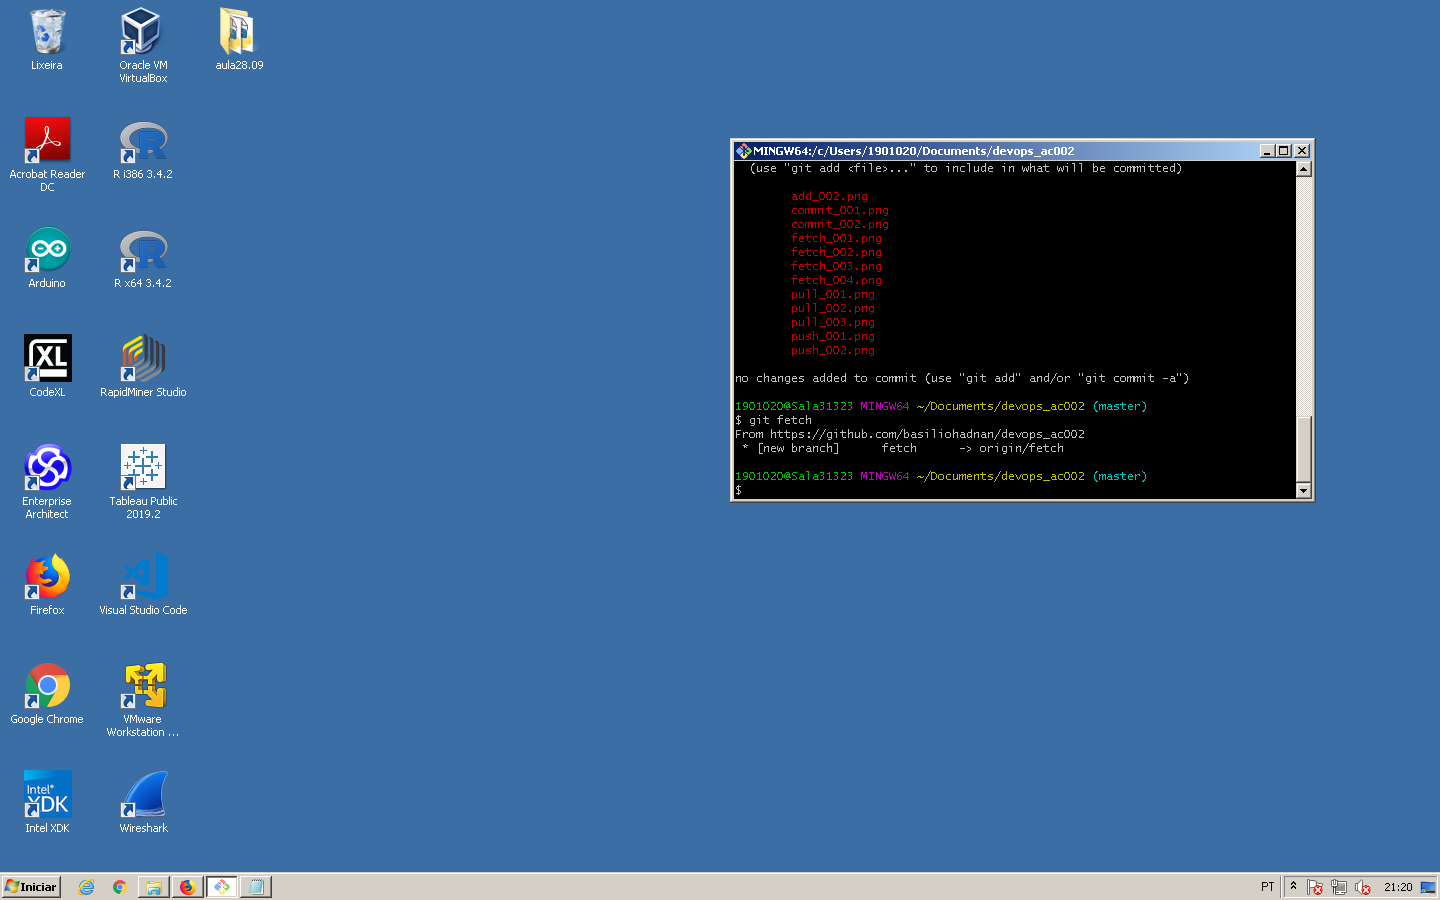 Lixeira
Oracle VM
VirtualBox
aula28.09
Acrobat Reader
DC
R i386 3.4.2
Arduino
R x64 3.4.2
XL
CodeXL
RapidMiner Studio
Enterprise
Architect
Tableau Public
2019.2
Firefox
Visual Studio Code
Google Chrome
VMware
Workstation ...
Intel®
XDK
Intel XDK
Wireshark
MINGW64:/c/Users/1901020/Documents/devops_ac002
(use "git add <file>..." to include in what will be committed)
add_002.png
commit_001.png
commit_002.png
fetch_001.png
fetch_002.png
fetch_003.png
fetch_004.png
pull_001.png
pull_002.png
pull_003.png
push_001.png
push_002.png
no changes added to commit (use "git add" and/or "git commit -a")
1901020@Sala31323 MINGW64 ~/Documents/devops_ac002 (master)
$ git fetch
From https://github.com/basiliohadnan/devops_ac002
* [new branch] fetch -> origin/fetch
1901020@Sala31323 MINGW64 ~/Documents/devops_ac002 (master)
$
Iniciar
PT
21:20